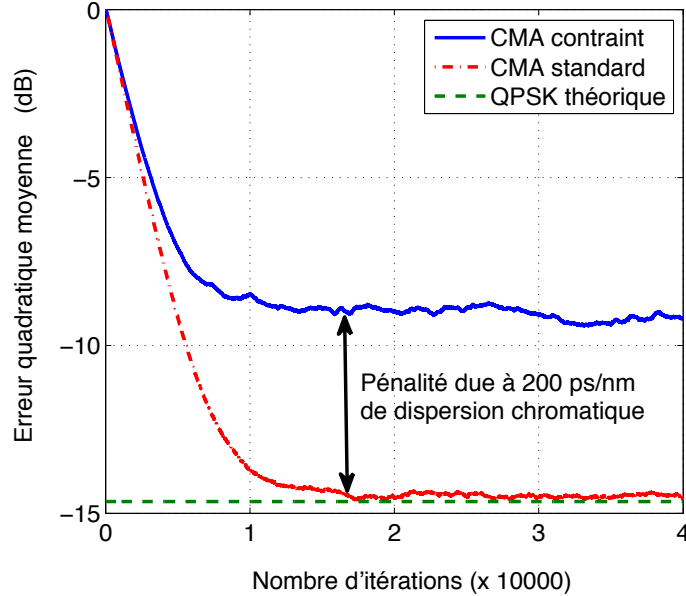 0
−5
−10
−15
Erreur quadratique moyenne (dB)
CMA contraint
CMA standard
QPSK théorique
Pénalité due à 200 ps/nm
de dispersion chromatique
0
1
2
3
4
Nombre d'itérations (x 10000)